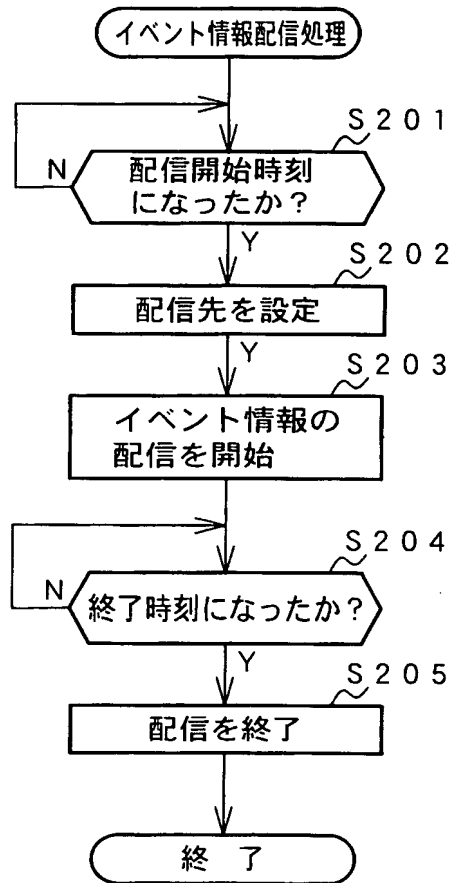 イベント情報配信処理
S201
N
配信開始時刻
になったか？
Y
S202
配信先を設定
Y
S203
イベント情報の
配信を開始
S204
N
終了時刻になったか？
Y
S205
配信を終了
終 了